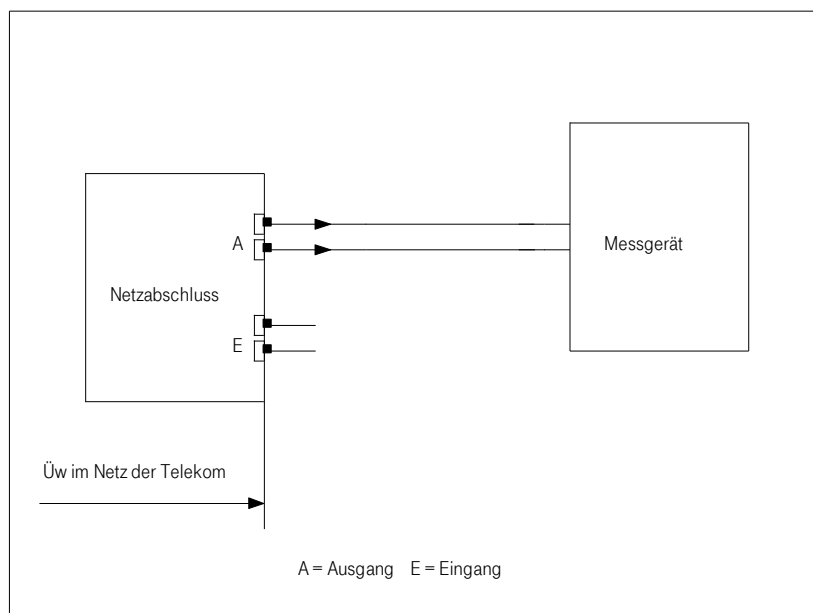 A
Messgerät
Netzabschluss
E
Üw im Netz der Telekom
A = Ausgang E = Eingang